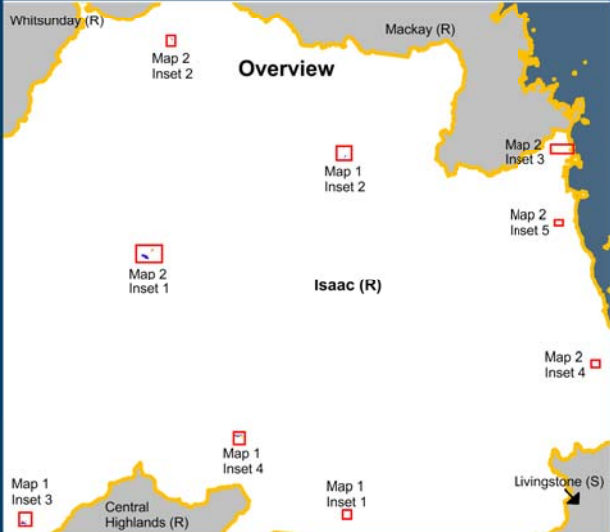 Whitsunday (R)
Mackay (R)
Map 2
Inset 2
Overview
Map 2
Inset 3
Map 1
Inset 2
Map 2
Inset 5
Map 2
Inset 1
Isaac (R)
Map 2
Inset 4
Map 1
Inset 4
Map 1
Inset 3
Map 1
Inset 1
Livingstone (S)
Central
Highlands (R)